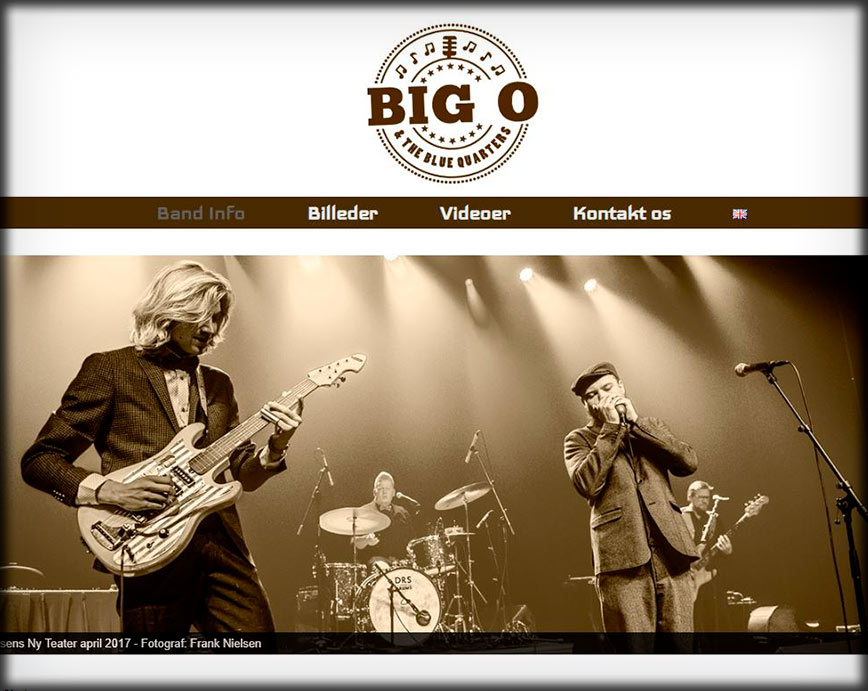 BIG O
& THE BLUE QUARTERS
Band Info Billeder Videoer Kontakt os
DRS
DRUMS
sens Ny Teater april 2017 - Fotograf: Frank Nielsen